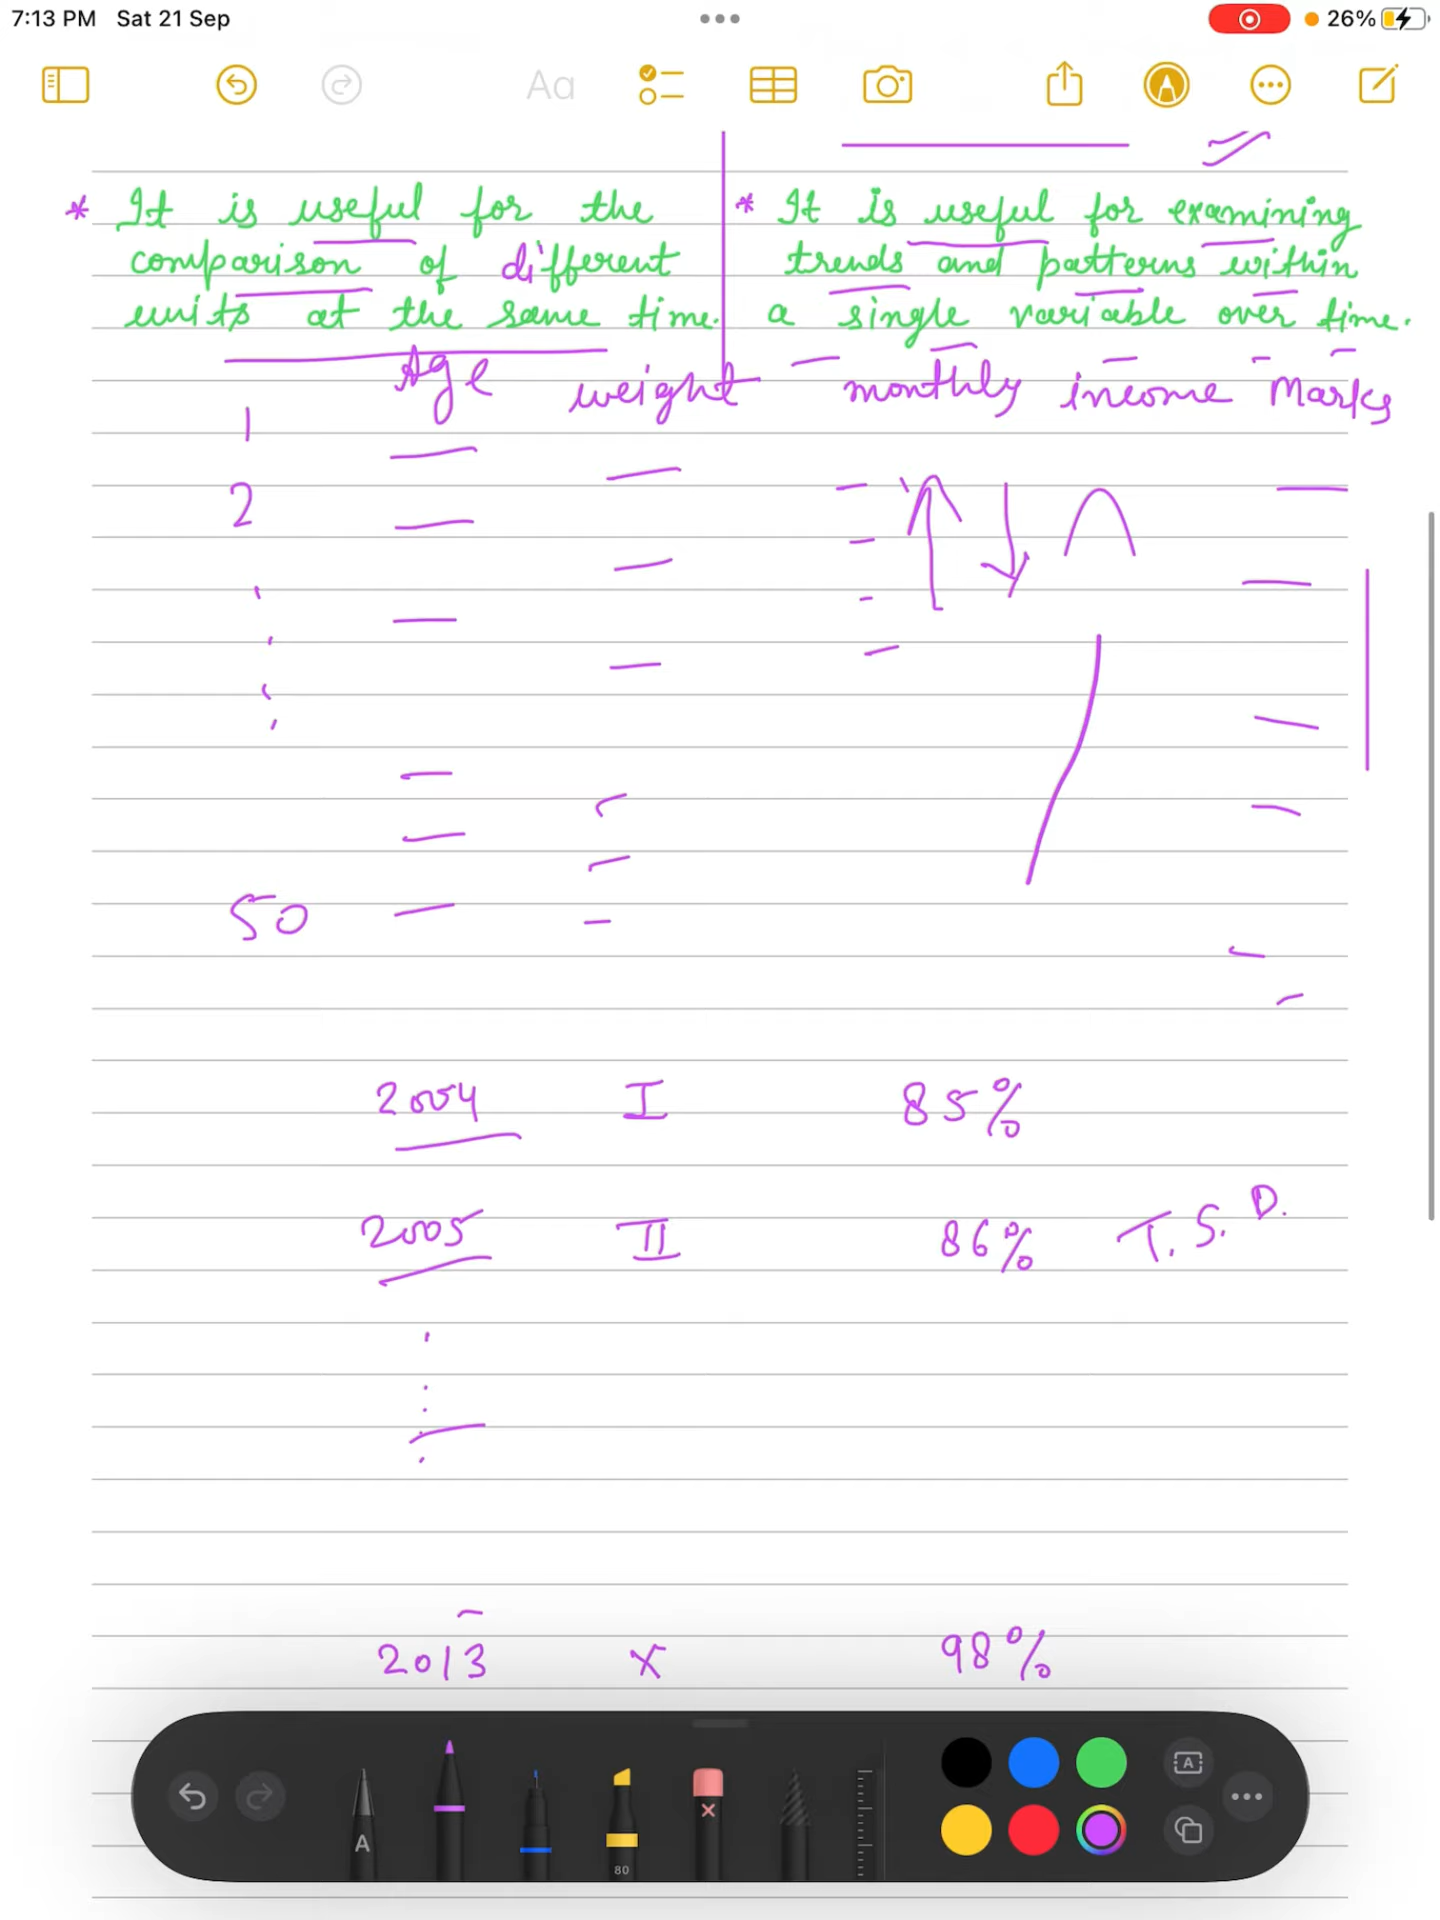 7:13 PM Sat 21 Sep
26%
Aa
* It is useful for the
comparison of different
units at the same time.
* It is useful for examining
trends and patterns within
a single variable over time.
Age weight monthly income Marks
1
2
50
2004 I 85%
2005 II 86% T.S.D.
2013 X 98%
A
80
A